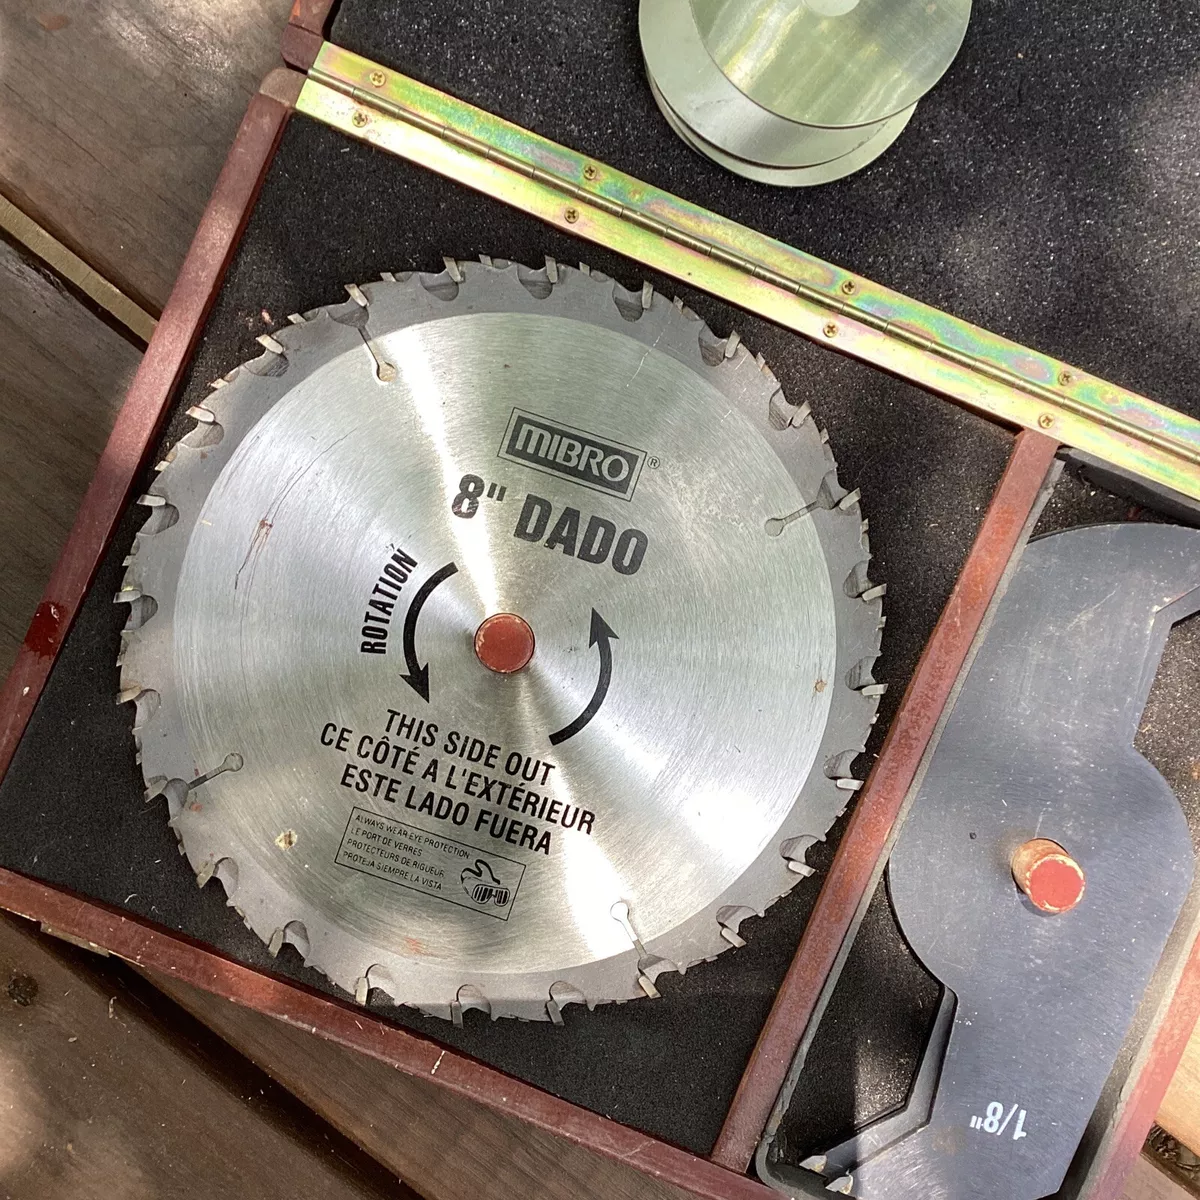 MIBRO®
8" DADO
ROTATION
THIS SIDE OUT
CE CÔTÉ A L'EXTÉRIEUR
ESTE LADO FUERA
ALWAYS WEAR EYE PROTECTION
LE PORT DE VERRES
PROTECTEURS DE RIGUEUR
PROTEJA SIEMPRE LA VISTA
1/8"